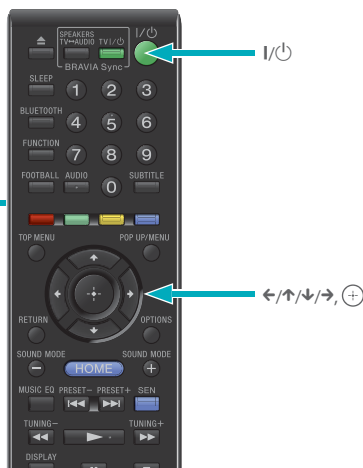 SPEAKERS
TV↔AUDIO TV I/⏻ I/⏻
⏏
BRAVIA Sync
SLEEP
1 2 3
BLUETOOTH
4 5 6
FUNCTION
7 8 9
FOOTBALL AUDIO SUBTITLE
0
TOP MENU POP UP/MENU
RETURN OPTIONS
SOUND MODE SOUND MODE
− HOME +
MUSIC EQ PRESET− PRESET+ SEN
TUNING− TUNING+
DISPLAY
I/⏻
←/↑/↓/→,